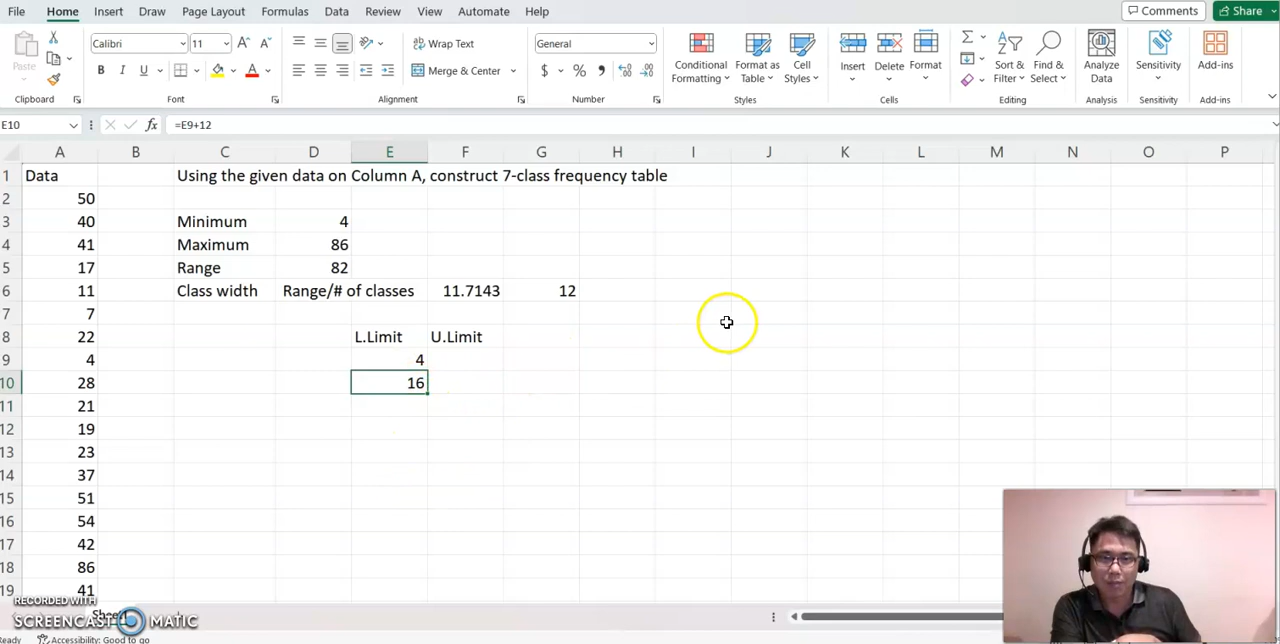 File Home Insert Draw Page Layout Formulas Data Review View Automate Help Comments Share
Calibri 11 Wrap Text General
Paste B I U Merge & Center $ % Conditional Formatting Format as Table Cell Styles Insert Delete Format Sort & Filter Find & Select Analyze Data Sensitivity Add-ins
Clipboard Font Alignment Number Styles Cells Editing Analysis Sensitivity Add-ins
E10 fx =E9+12
A B C D E F G H I J K L M N O P
1 Data Using the given data on Column A, construct 7-class frequency table
2 50
3 40 Minimum 4
4 41 Maximum 86
5 17 Range 82
6 11 Class width Range/# of classes 11.7143 12
7 7
8 22 L.Limit U.Limit
9 4 4
10 28 16
11 21
12 19
13 23
14 37
15 51
16 54
17 42
18 86
19 41
RECORDED WITH
SCREENCAST MATIC
Ready Accessibility: Good to go